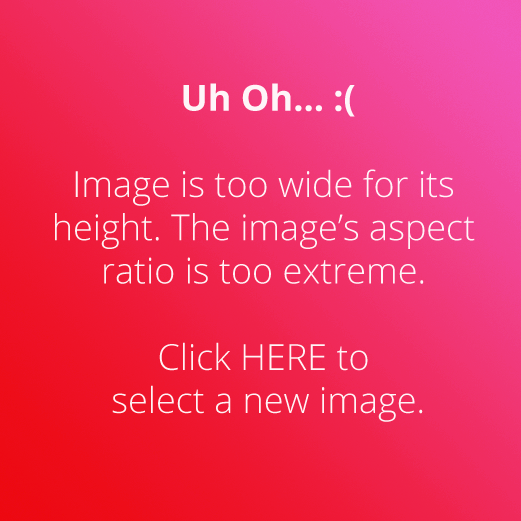 Uh Oh... :(
Image is too wide for its
height. The image’s aspect
ratio is too extreme.
Click HERE to
select a new image.